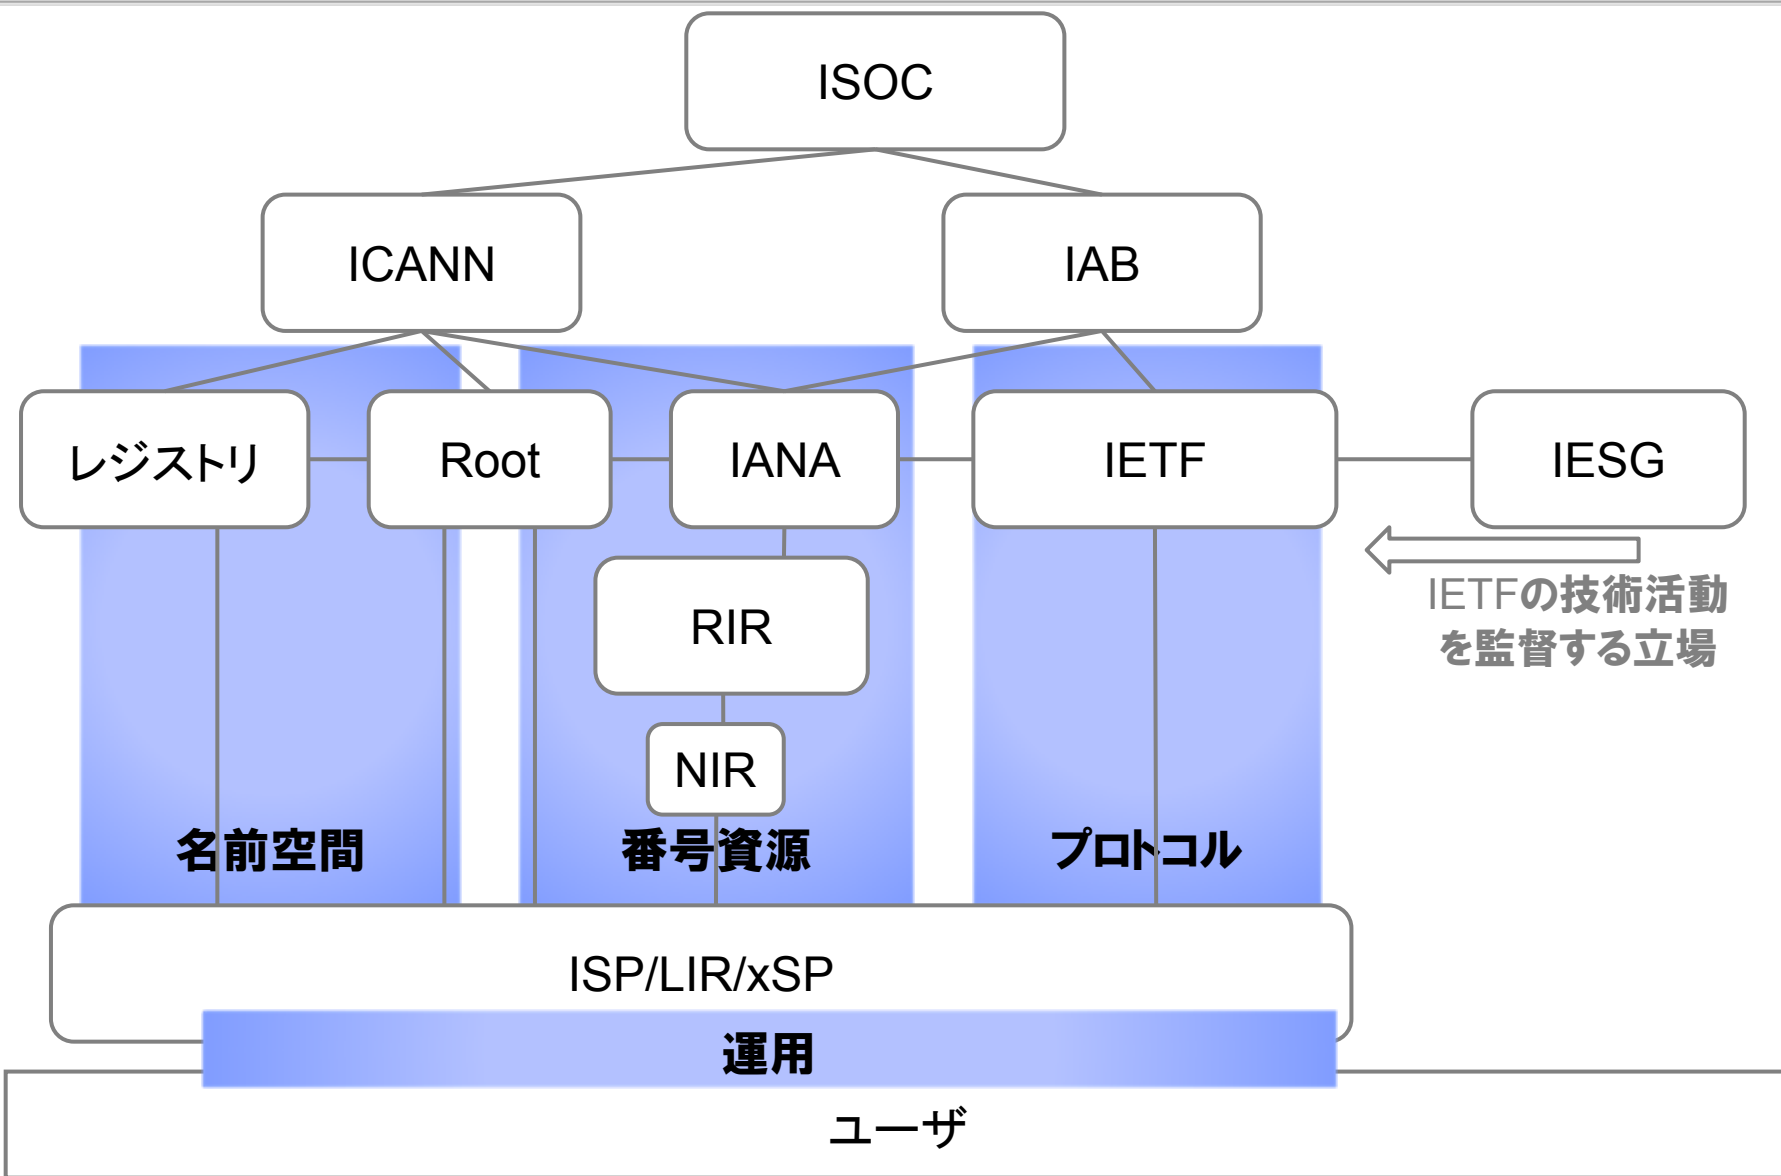 ISOC
ICANN
IAB
レジストリ
Root
IANA
IETF
IESG
IETFの技術活動
を監督する立場
RIR
NIR
名前空間
番号資源
プロトコル
ISP/LIR/xSP
運用
ユーザ